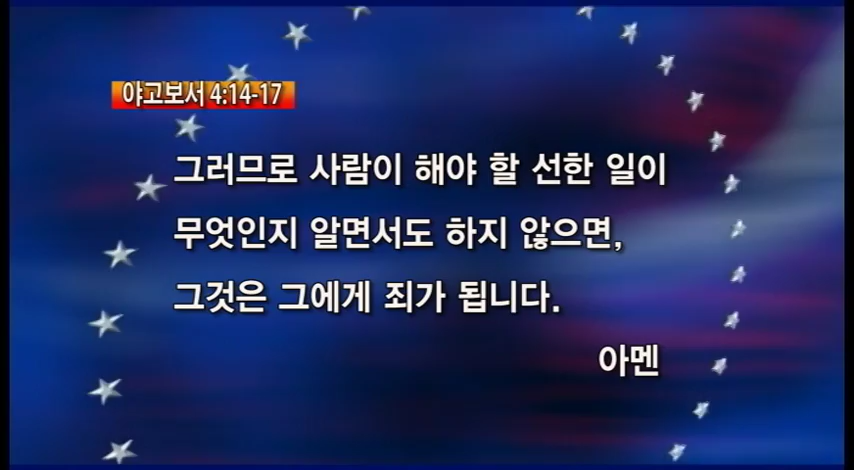 야고보서 4:14-17
그러므로 사람이 해야 할 선한 일이
무엇인지 알면서도 하지 않으면,
그것은 그에게 죄가 됩니다.
아멘